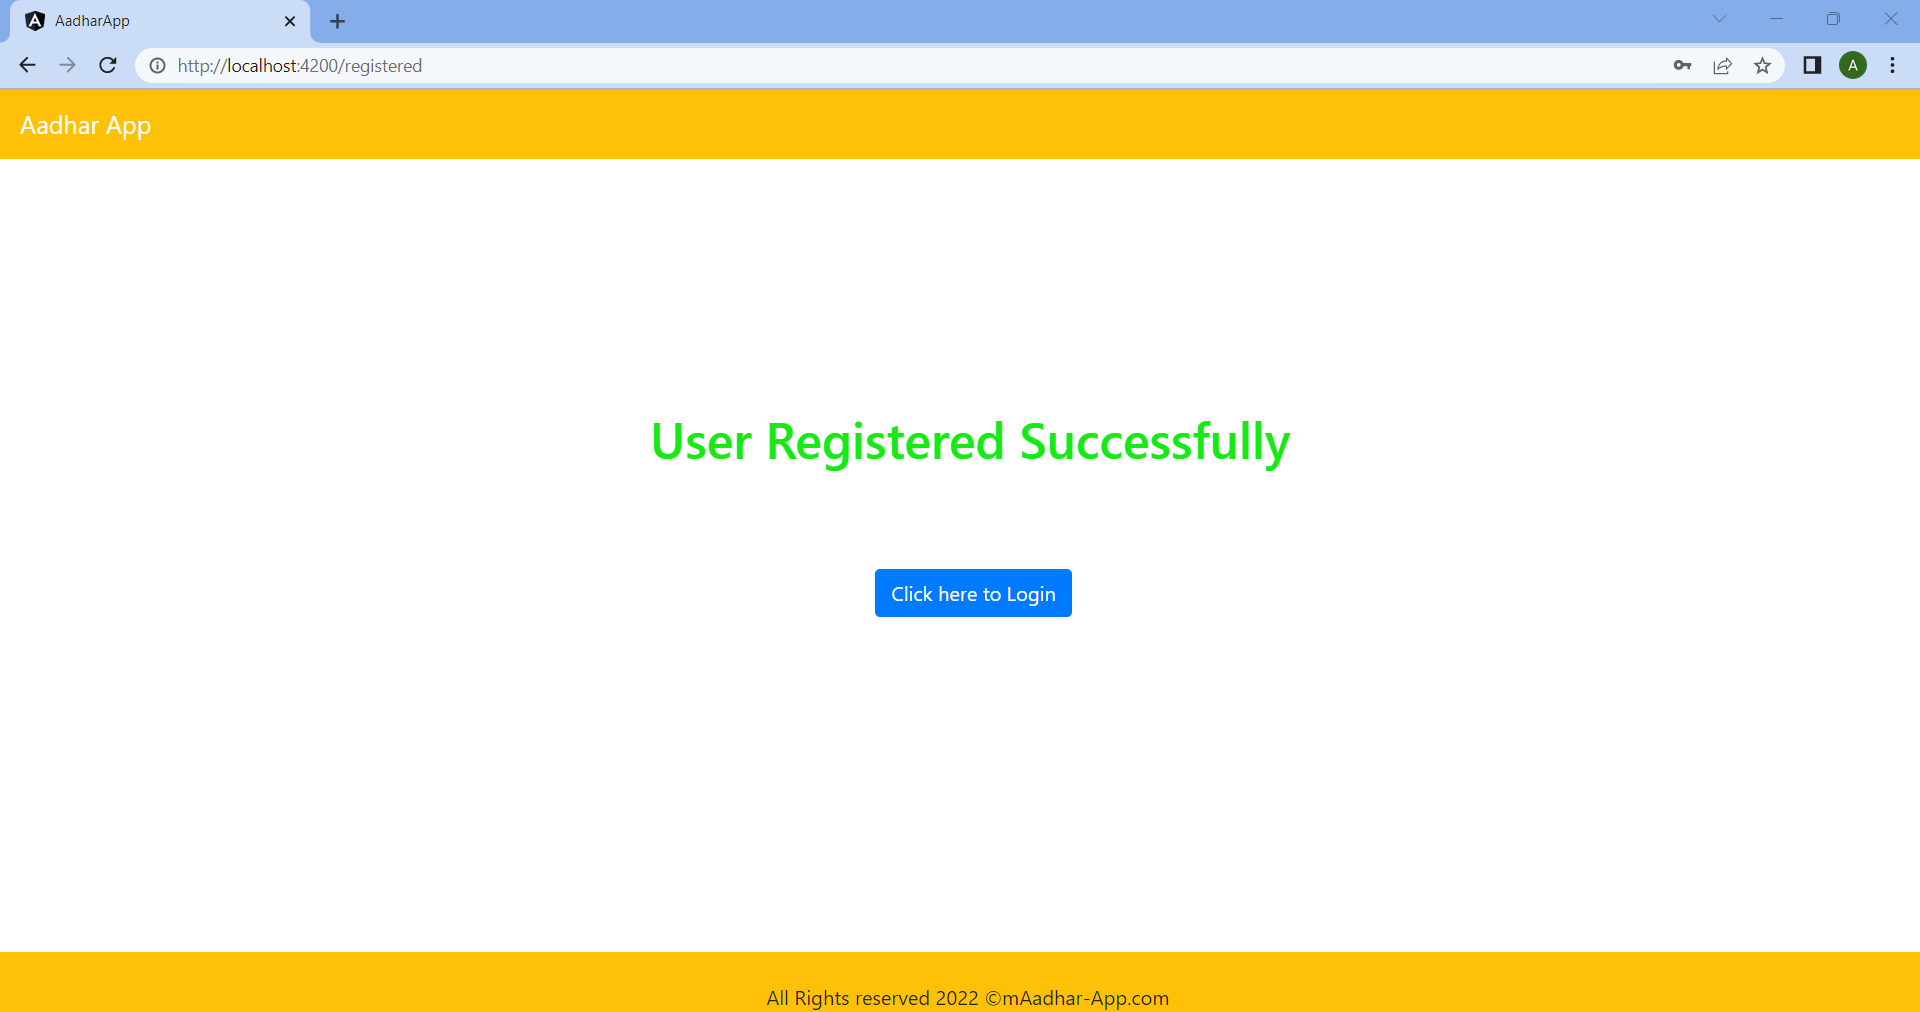 AadharApp
http://localhost:4200/registered
A
Aadhar App
User Registered Successfully
Click here to Login
All Rights reserved 2022 ©mAadhar-App.com